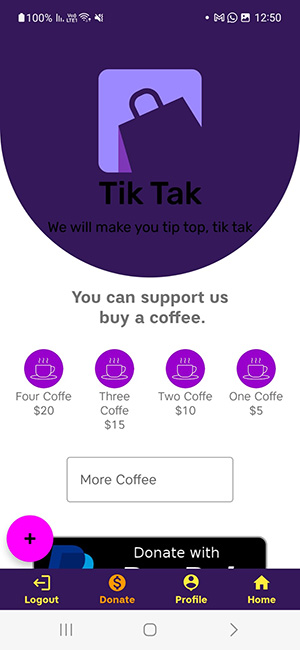 100% VoD LTE1 12:50
Tik Tak
We will make you tip top, tik tak
You can support us
buy a coffee.
Four Coffe
$20
Three
Coffe
$15
Two Coffe
$10
One Coffe
$5
More Coffee
+
Donate with
Logout
Donate
Profile
Home